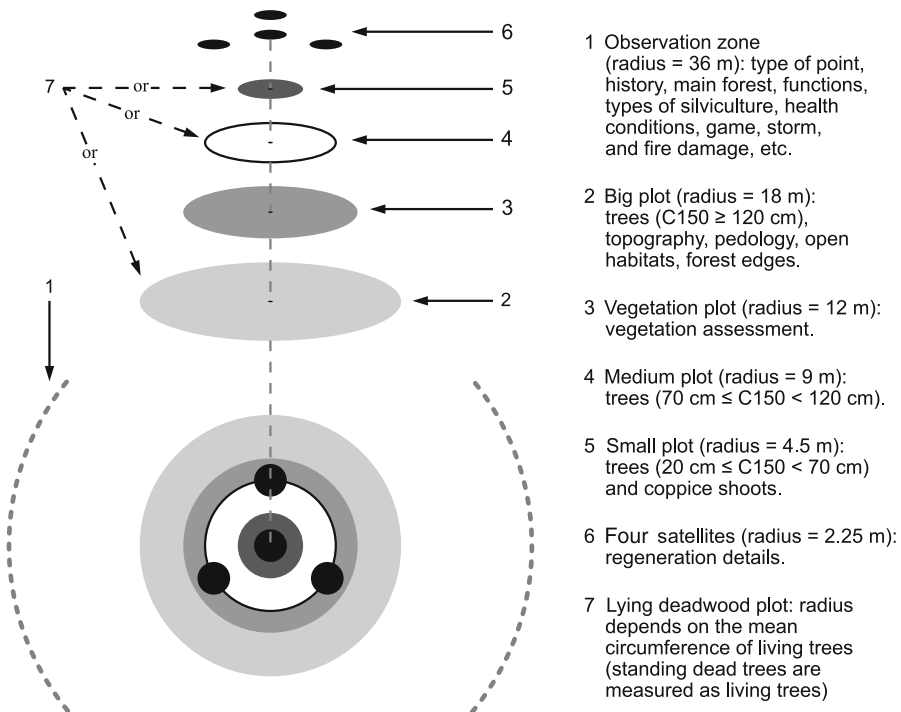 6
7
or
5
or
4
or
3
1
2
1 Observation zone
(radius = 36 m): type of point,
history, main forest, functions,
types of silviculture, health
conditions, game, storm,
and fire damage, etc.
2 Big plot (radius = 18 m):
trees (C150 ≥ 120 cm),
topography, pedology, open
habitats, forest edges.
3 Vegetation plot (radius = 12 m):
vegetation assessment.
4 Medium plot (radius = 9 m):
trees (70 cm ≤ C150 < 120 cm).
5 Small plot (radius = 4.5 m):
trees (20 cm ≤ C150 < 70 cm)
and coppice shoots.
6 Four satellites (radius = 2.25 m):
regeneration details.
7 Lying deadwood plot: radius
depends on the mean
circumference of living trees
(standing dead trees are
measured as living trees)